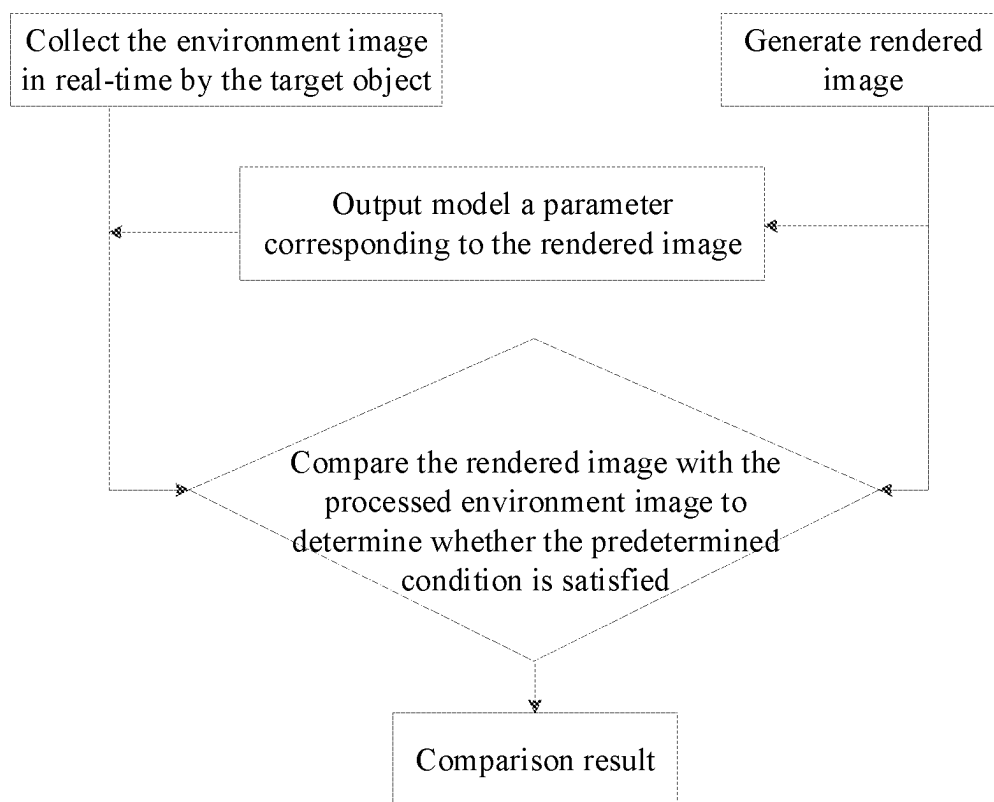 Collect the environment image
in real-time by the target object
Generate rendered
image
Output model a parameter
corresponding to the rendered image
Compare the rendered image with the
processed environment image to
determine whether the predetermined
condition is satisfied
Comparison result